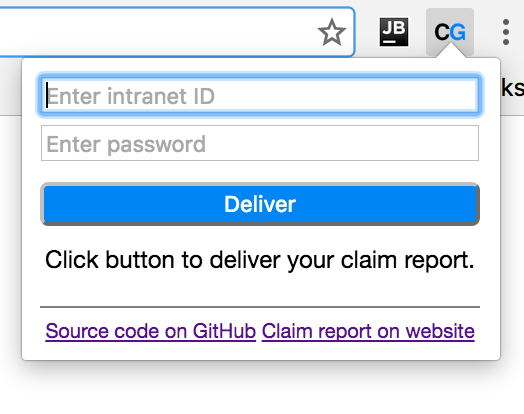 JB
CG
ks
Enter intranet ID
Enter password
Deliver
Click button to deliver your claim report.
Source code on GitHub Claim report on website